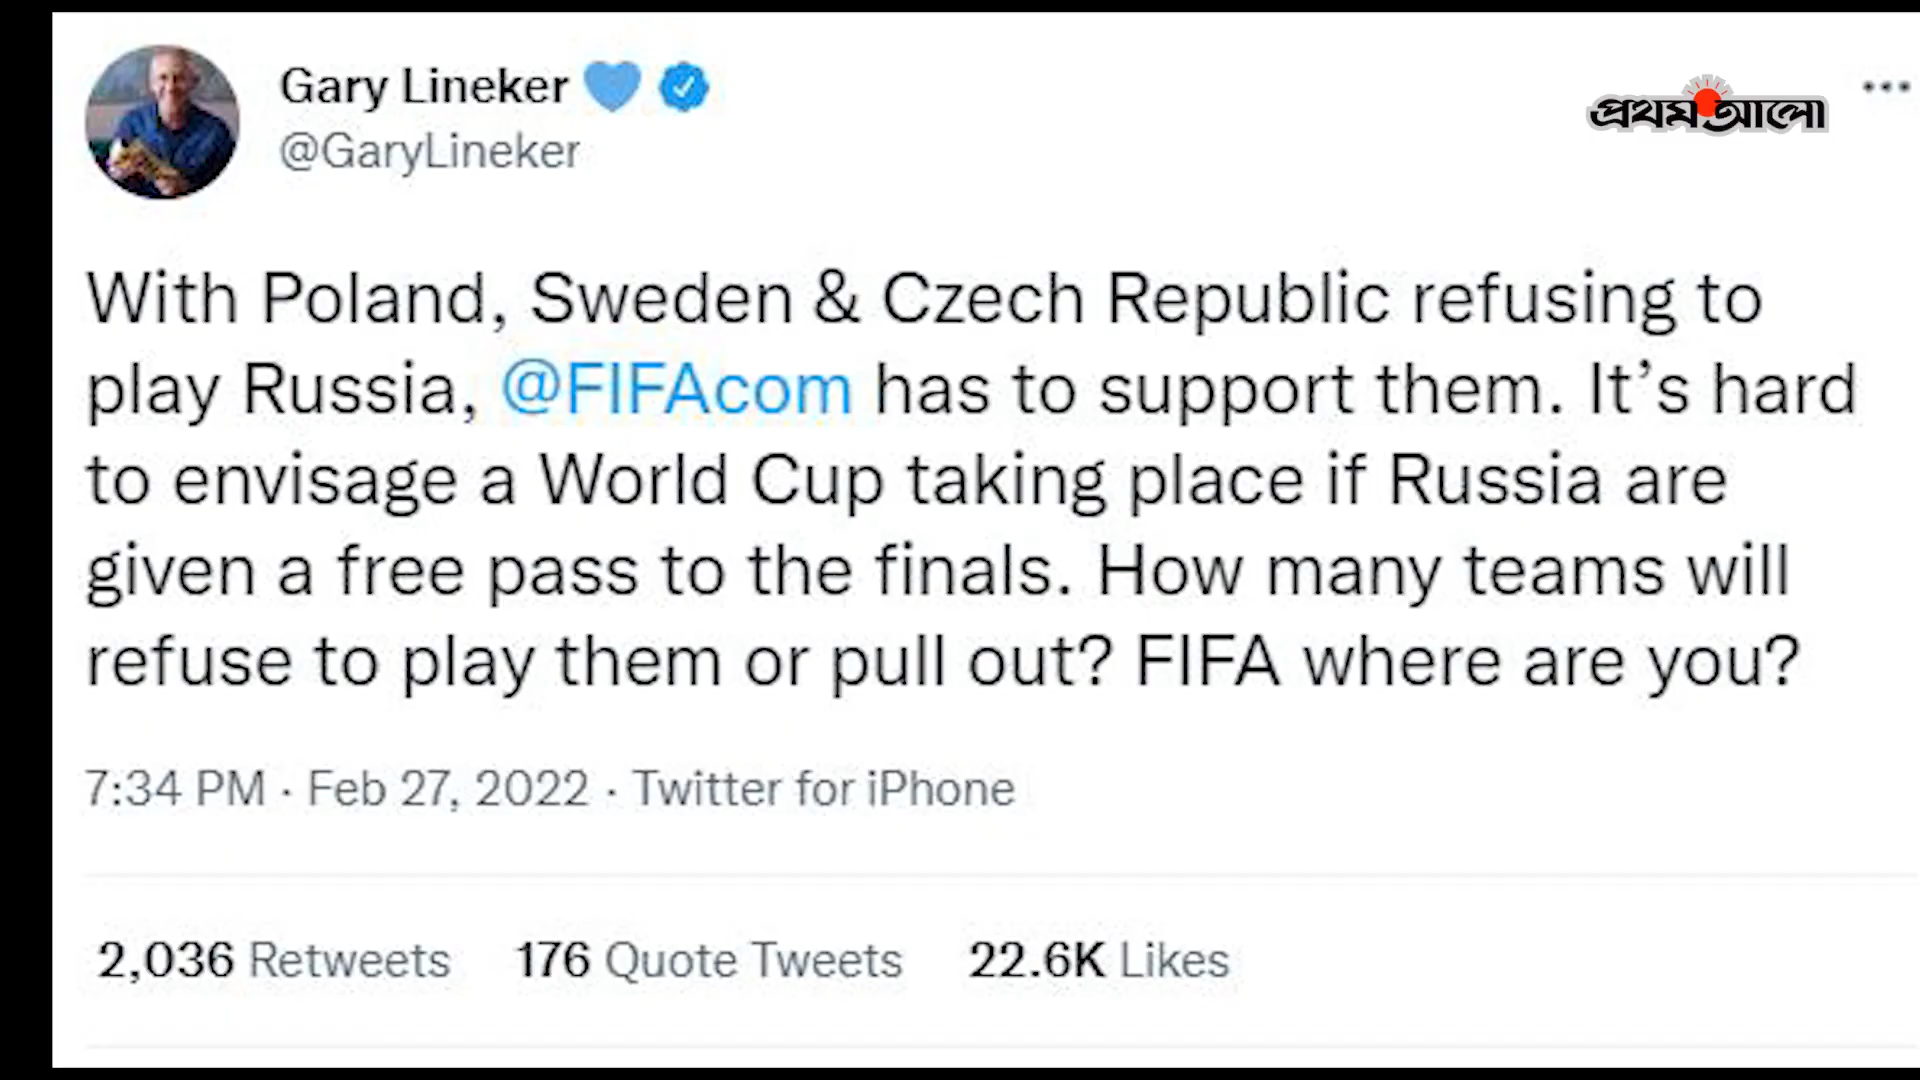 Gary Lineker 💙
@GaryLineker
প্রথম আলো
With Poland, Sweden & Czech Republic refusing to
play Russia, @FIFAcom has to support them. It’s hard
to envisage a World Cup taking place if Russia are
given a free pass to the finals. How many teams will
refuse to play them or pull out? FIFA where are you?
7:34 PM · Feb 27, 2022 · Twitter for iPhone
2,036 Retweets 176 Quote Tweets 22.6K Likes